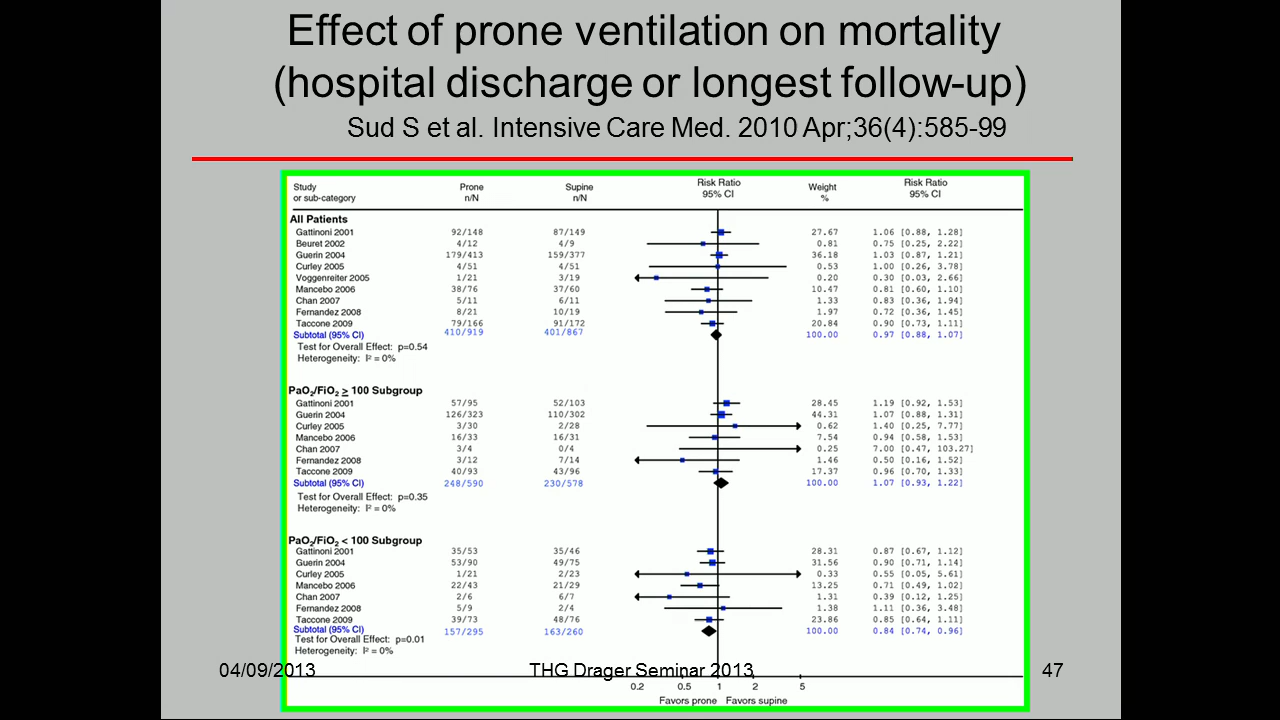 Effect of prone ventilation on mortality
(hospital discharge or longest follow-up)
Sud S et al. Intensive Care Med. 2010 Apr;36(4):585-99
Study Prone Supine Risk Ratio Weight Risk Ratio
or sub-category n/N n/N 95% CI % 95% CI
All Patients
Gattinoni 2001 92/148 87/149 27.67 1.06 [0.88, 1.28]
Beuret 2002 4/12 4/9 0.81 0.75 [0.25, 2.22]
Guerin 2004 179/413 159/377 36.18 1.03 [0.87, 1.21]
Curley 2005 4/51 4/51 0.53 1.00 [0.26, 3.78]
Voggenreiter 2005 1/21 3/19 0.20 0.30 [0.03, 2.66]
Mancebo 2006 38/76 37/60 10.47 0.81 [0.60, 1.10]
Chan 2007 5/11 6/11 1.33 0.83 [0.36, 1.94]
Fernandez 2008 8/21 10/19 1.97 0.72 [0.36, 1.45]
Taccone 2009 79/166 91/172 20.84 0.90 [0.73, 1.11]
Subtotal (95% CI) 410/919 401/867 100.00 0.97 [0.88, 1.07]
Test for Overall Effect: p=0.54
Heterogeneity: I² = 0%
PaO₂/FiO₂ ≥ 100 Subgroup
Gattinoni 2001 57/95 52/103 28.45 1.19 [0.92, 1.53]
Guerin 2004 126/323 110/302 44.31 1.07 [0.88, 1.31]
Curley 2005 3/30 2/28 0.62 1.40 [0.25, 7.77]
Mancebo 2006 16/33 16/31 7.54 0.94 [0.58, 1.53]
Chan 2007 3/4 0/4 0.25 7.00 [0.47, 103.27]
Fernandez 2008 3/12 7/14 1.46 0.50 [0.16, 1.52]
Taccone 2009 40/93 43/96 17.37 0.96 [0.70, 1.33]
Subtotal (95% CI) 248/590 230/578 100.00 1.07 [0.93, 1.22]
Test for Overall Effect: p=0.35
Heterogeneity: I² = 0%
PaO₂/FiO₂ < 100 Subgroup
Gattinoni 2001 35/53 35/46 28.31 0.87 [0.67, 1.12]
Guerin 2004 53/90 49/75 31.56 0.90 [0.71, 1.14]
Curley 2005 1/21 2/23 0.33 0.55 [0.05, 5.61]
Mancebo 2006 22/43 21/29 13.25 0.71 [0.49, 1.02]
Chan 2007 2/6 6/7 1.31 0.39 [0.12, 1.25]
Fernandez 2008 5/9 2/4 1.38 1.11 [0.36, 3.48]
Taccone 2009 39/73 48/76 23.86 0.85 [0.64, 1.11]
Subtotal (95% CI) 157/295 163/260 100.00 0.84 [0.74, 0.96]
Test for Overall Effect: p=0.01
Heterogeneity: I² = 0%
04/09/2013 THG Drager Seminar 2013 47
0.2 0.5 1 2 5
Favors prone Favors supine